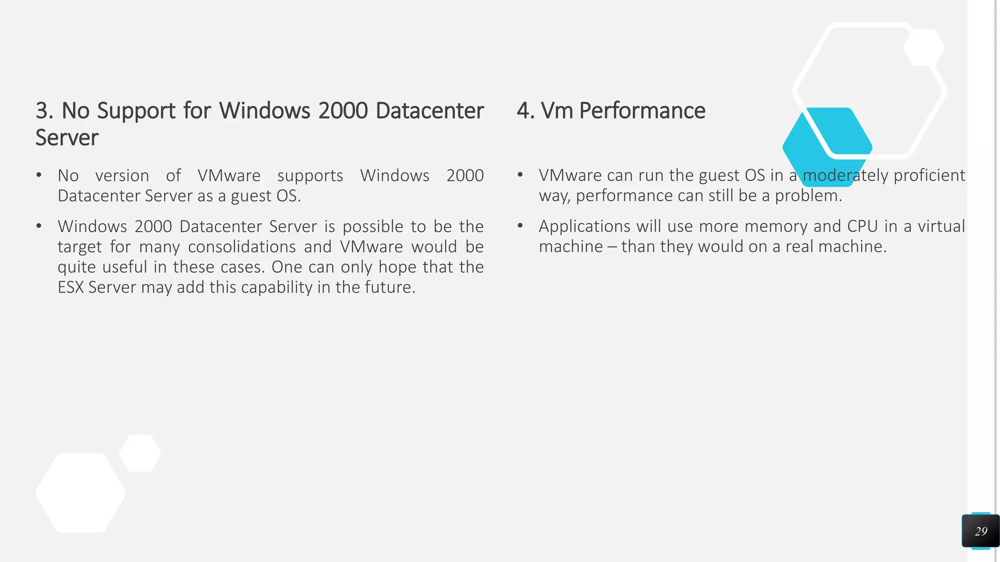 3. No Support for Windows 2000 Datacenter
Server
• No version of VMware supports Windows 2000
Datacenter Server as a guest OS.
• Windows 2000 Datacenter Server is possible to be the
target for many consolidations and VMware would be
quite useful in these cases. One can only hope that the
ESX Server may add this capability in the future.
4. Vm Performance
• VMware can run the guest OS in a moderately proficient
way, performance can still be a problem.
• Applications will use more memory and CPU in a virtual
machine – than they would on a real machine.
29